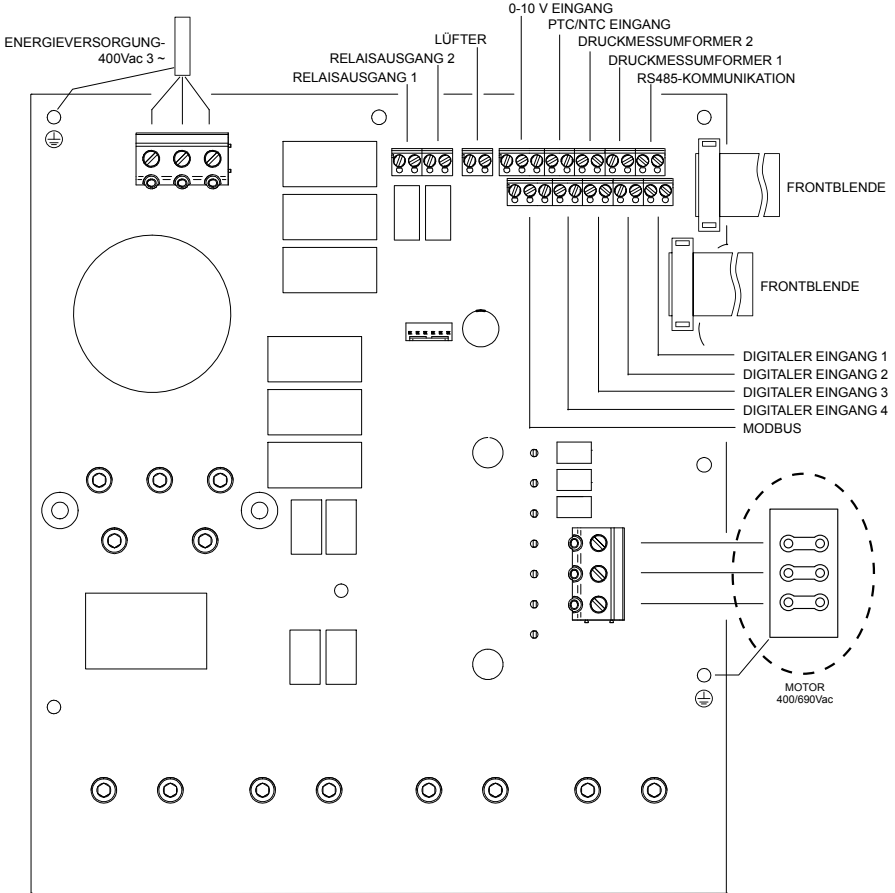 0-10 V EINGANG
PTC/NTC EINGANG
ENERGIEVERSORGUNG-
400Vac 3 ~
LÜFTER
DRUCKMESSUMFORMER 2
RELAISAUSGANG 2
DRUCKMESSUMFORMER 1
RELAISAUSGANG 1
RS485-KOMMUNIKATION
FRONTBLENDE
FRONTBLENDE
DIGITALER EINGANG 1
DIGITALER EINGANG 2
DIGITALER EINGANG 3
DIGITALER EINGANG 4
MODBUS
MOTOR
400/690Vac